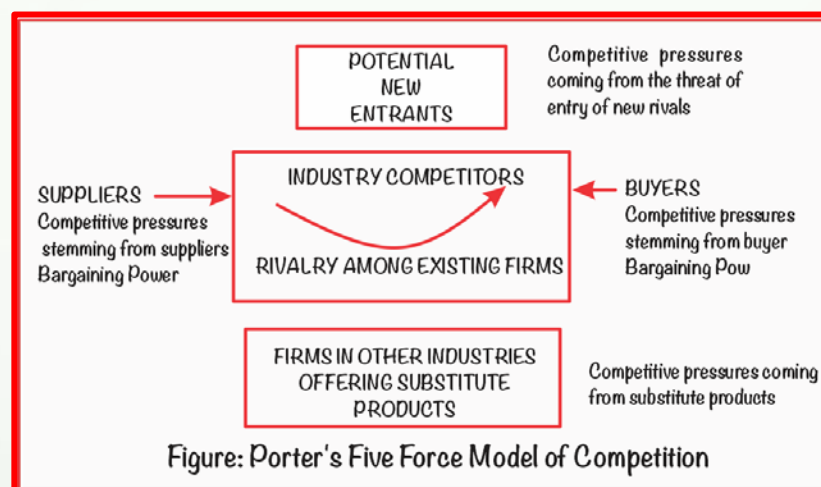 POTENTIAL
NEW
ENTRANTS
Competitive pressures
coming from the threat of
entry of new rivals
SUPPLIERS
Competitive pressures
stemming from suppliers
Bargaining Power
INDUSTRY COMPETITORS
RIVALRY AMONG EXISTING FIRMS
BUYERS
Competitive pressures
stemming from buyer
Bargaining Pow
FIRMS IN OTHER INDUSTRIES
OFFERING SUBSTITUTE
PRODUCTS
Competitive pressures coming
from substitute products
Figure: Porter's Five Force Model of Competition